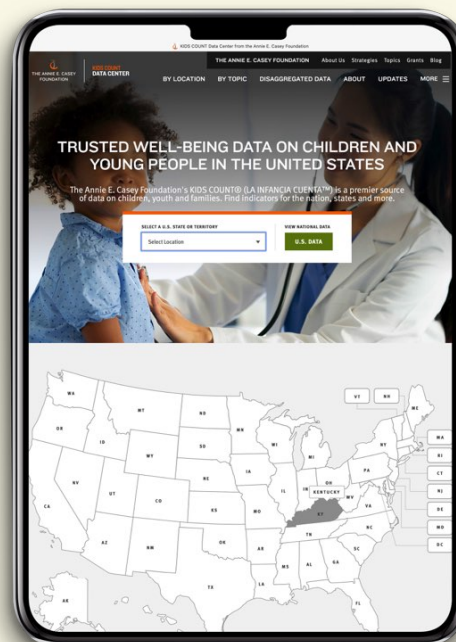 KIDS COUNT Data Center from the Annie E. Casey Foundation
THE ANNIE E. CASEY FOUNDATION About Us Strategies Topics Grants Blog
THE ANNIE E. CASEY
FOUNDATION
KIDS COUNT
DATA CENTER
BY LOCATION BY TOPIC DISAGGREGATED DATA ABOUT UPDATES MORE
TRUSTED WELL-BEING DATA ON CHILDREN AND
YOUNG PEOPLE IN THE UNITED STATES
The Annie E. Casey Foundation's KIDS COUNT® (LA INFANCIA CUENTA™) is a premier source
of data on children, youth and families. Find indicators for the nation, states and more.
SELECT A U.S. STATE OR TERRITORY
Select Location
VIEW NATIONAL DATA
U.S. DATA
VT
ME
WA
MT
ND
MN
OR
ID
WY
SD
WI
MI
NY
MA
RI
CT
NJ
DE
MD
DC
NV
UT
CO
NE
IA
IL
IN
OH
PA
KENTUCKY
WV
VA
CA
KS
MO
KY
NC
TN
AZ
NM
OK
AR
SC
MS
AL
GA
TX
LA
FL
AK